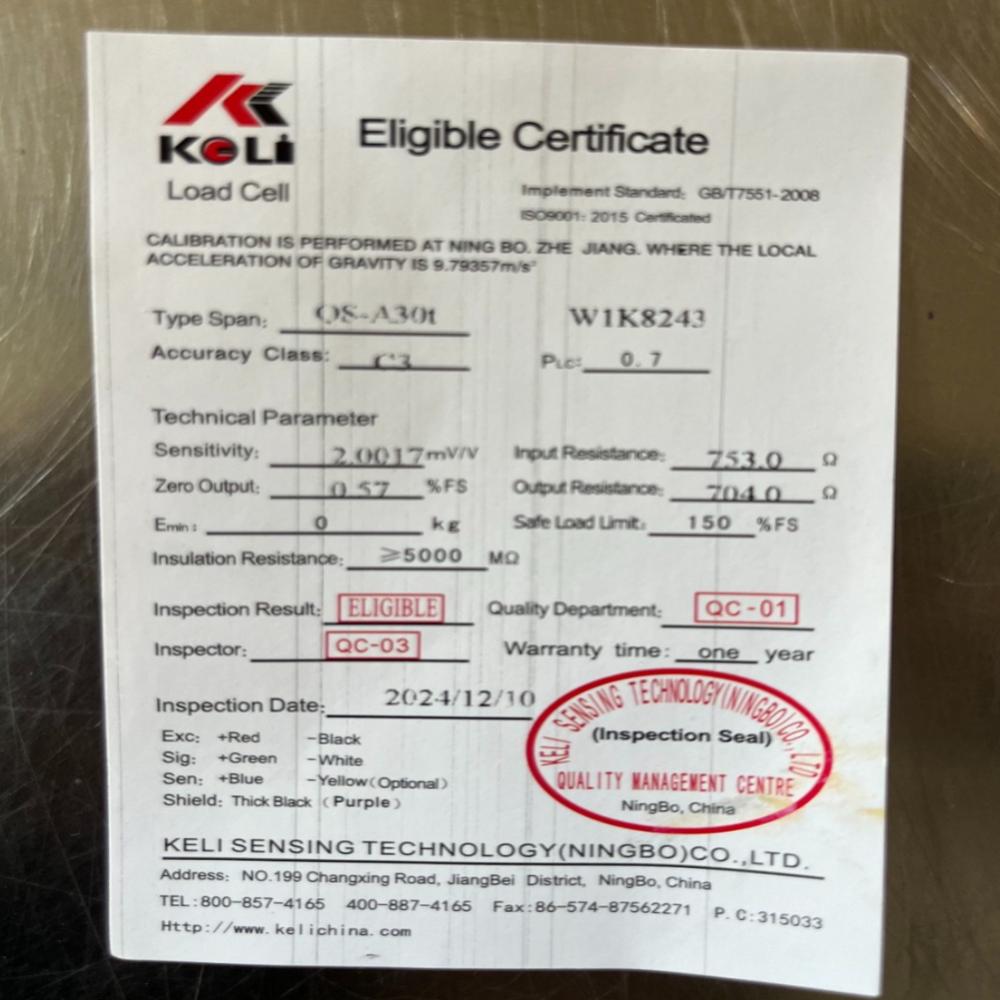 KELI
Load Cell
Eligible Certificate
Implement Standard: GB/T7551-2008
ISO9001: 2015 Certificated
CALIBRATION IS PERFORMED AT NING BO. ZHE JIANG. WHERE THE LOCAL
ACCELERATION OF GRAVITY IS 9.79357m/s²
Type Span: QS-A30t W1K8243
Accuracy Class: C3 PLC: 0.7
Technical Parameter
Sensitivity: 2.0017mV/V Input Resistance: 753.0 Ω
Zero Output: 0.57 %FS Output Resistance: 704.0 Ω
Emin: 0 kg Safe Load Limit: 150 %FS
Insulation Resistance: ≥5000 MΩ
Inspection Result: ELIGIBLE Quality Department: QC-01
Inspector: QC-03 Warranty time: one year
Inspection Date: 2024/12/10
Exc: +Red -Black
Sig: +Green -White
Sen: +Blue -Yellow(Optional)
Shield: Thick Black (Purple)
KELI SENSING TECHNOLOGY(NINGBO)CO.,LTD
(Inspection Seal)
QUALITY MANAGEMENT CENTRE
NingBo, China
KELI SENSING TECHNOLOGY(NINGBO)CO.,LTD.
Address: NO.199 Changxing Road, JiangBei District, NingBo, China
TEL:800-857-4165 400-887-4165 Fax:86-574-87562271 P.C:315033
Http://www.kelichina.com